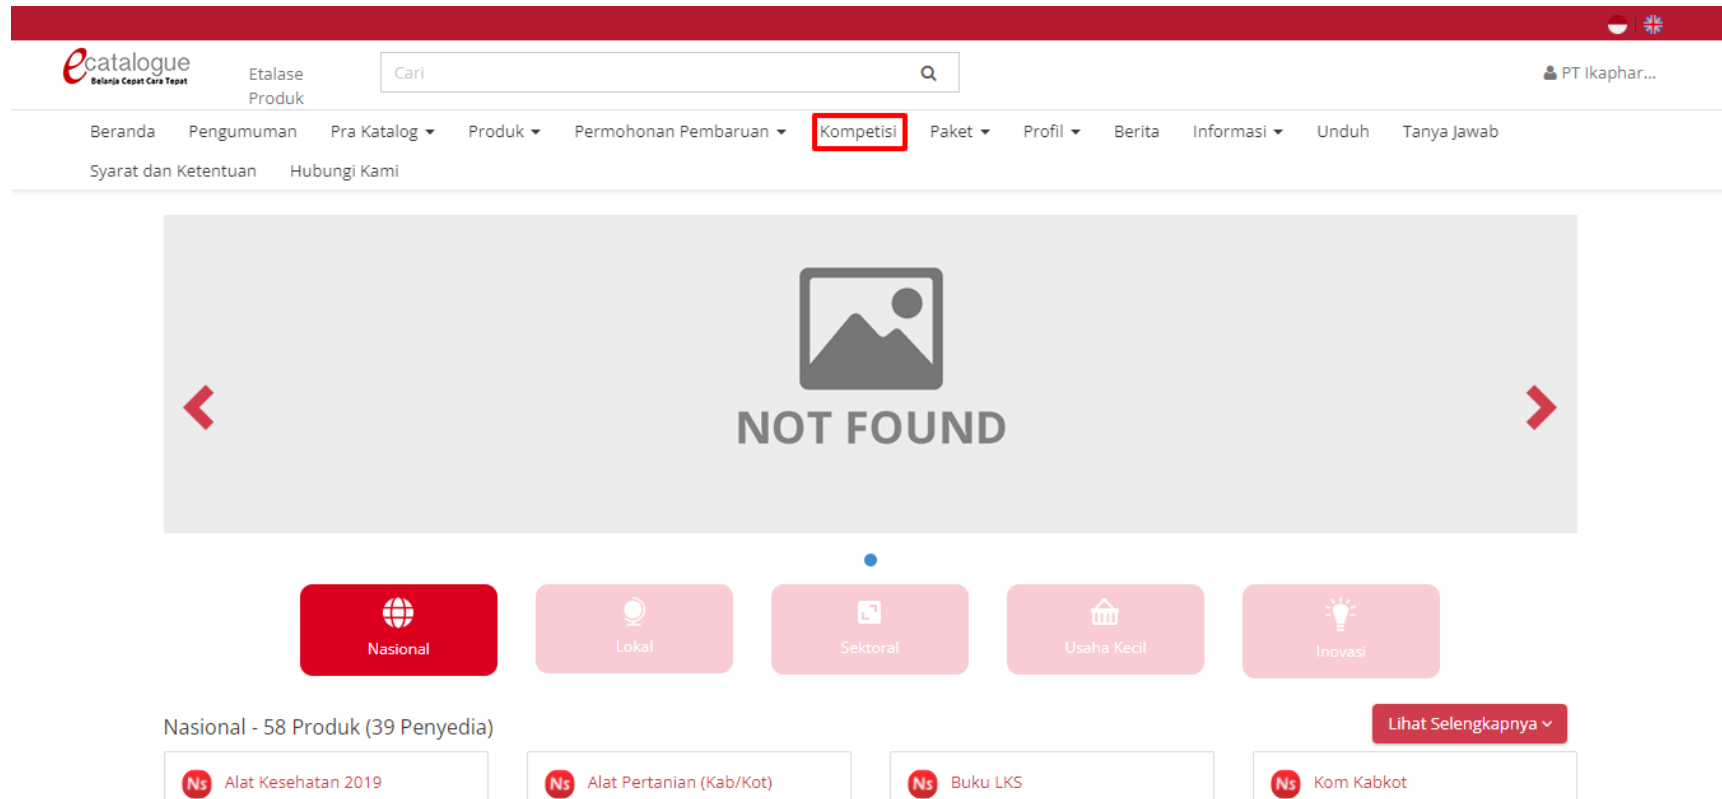 ecatalogue
Belanja Cepat Cara Tepat
Etalase
Produk
Cari
PT Ikaphar...
Beranda Pengumuman Pra Katalog Produk Permohonan Pembaruan Kompetisi Paket Profil Berita Informasi Unduh Tanya Jawab
Syarat dan Ketentuan Hubungi Kami
NOT FOUND
Nasional Lokal Sektoral Usaha Kecil Inovasi
Nasional - 58 Produk (39 Penyedia) Lihat Selengkapnya
Ns Alat Kesehatan 2019 Ns Alat Pertanian (Kab/Kot) Ns Buku LKS Ns Kom Kabkot